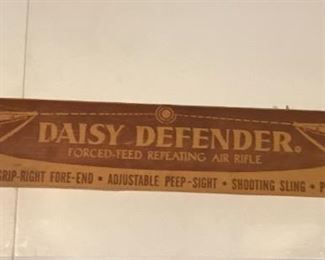 DAISY DEFENDER
FORCED-FEED REPEATING AIR RIFLE
GRIP-RIGHT FORE-END • ADJUSTABLE PEEP-SIGHT • SHOOTING SLING •